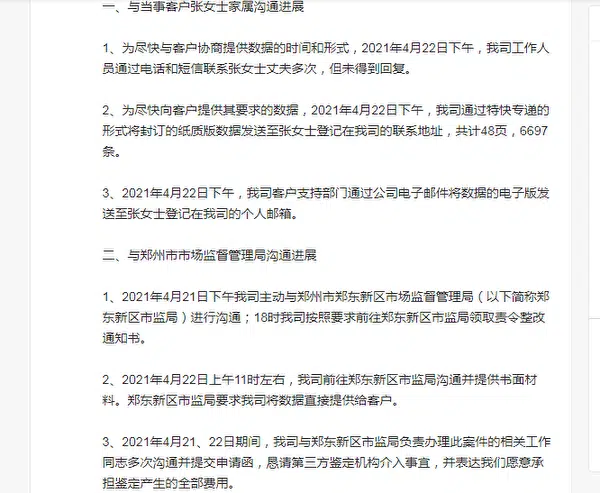 一、与当事客户张女士家属沟通进展
1、为尽快与客户协商提供数据的时间和形式，2021年4月22日下午，我司工作人
员通过电话和短信联系张女士丈夫多次，但未得到回复。
2、为尽快向客户提供其要求的数据，2021年4月22日下午，我司通过特快专递的
形式将封订的纸质版数据发送至张女士登记在我司的联系地址，共计48页，6697
条。
3、2021年4月22日下午，我司客户支持部门通过公司电子邮件将数据的电子版发
送至张女士登记在我司的个人邮箱。
二、与郑州市市场监督管理局沟通进展
1、2021年4月21日下午我司主动与郑州市郑东新区市场监督管理局（以下简称郑
东新区市监局）进行沟通；18时我司按照要求前往郑东新区市监局领取责令整改
通知书。
2、2021年4月22日上午11时左右，我司前往郑东新区市监局沟通并提供书面材
料。郑东新区市监局要求我司将数据直接提供给客户。
3、2021年4月21、22日期间，我司与郑东新区市监局负责办理此案件的相关工作
同志多次沟通并提交申请函，恳请第三方鉴定机构介入事宜，并表达我们愿意承
担鉴定产生的全部费用。